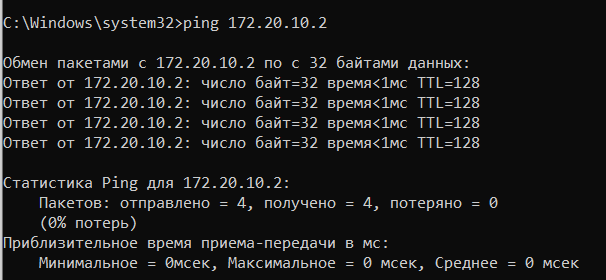 C:\Windows\system32>ping 172.20.10.2
Обмен пакетами с 172.20.10.2 по с 32 байтами данных:
Ответ от 172.20.10.2: число байт=32 время<1мс TTL=128
Ответ от 172.20.10.2: число байт=32 время<1мс TTL=128
Ответ от 172.20.10.2: число байт=32 время<1мс TTL=128
Ответ от 172.20.10.2: число байт=32 время<1мс TTL=128
Статистика Ping для 172.20.10.2:
Пакетов: отправлено = 4, получено = 4, потеряно = 0
(0% потерь)
Приблизительное время приема-передачи в мс:
Минимальное = 0мсек, Максимальное = 0 мсек, Среднее = 0 мсек